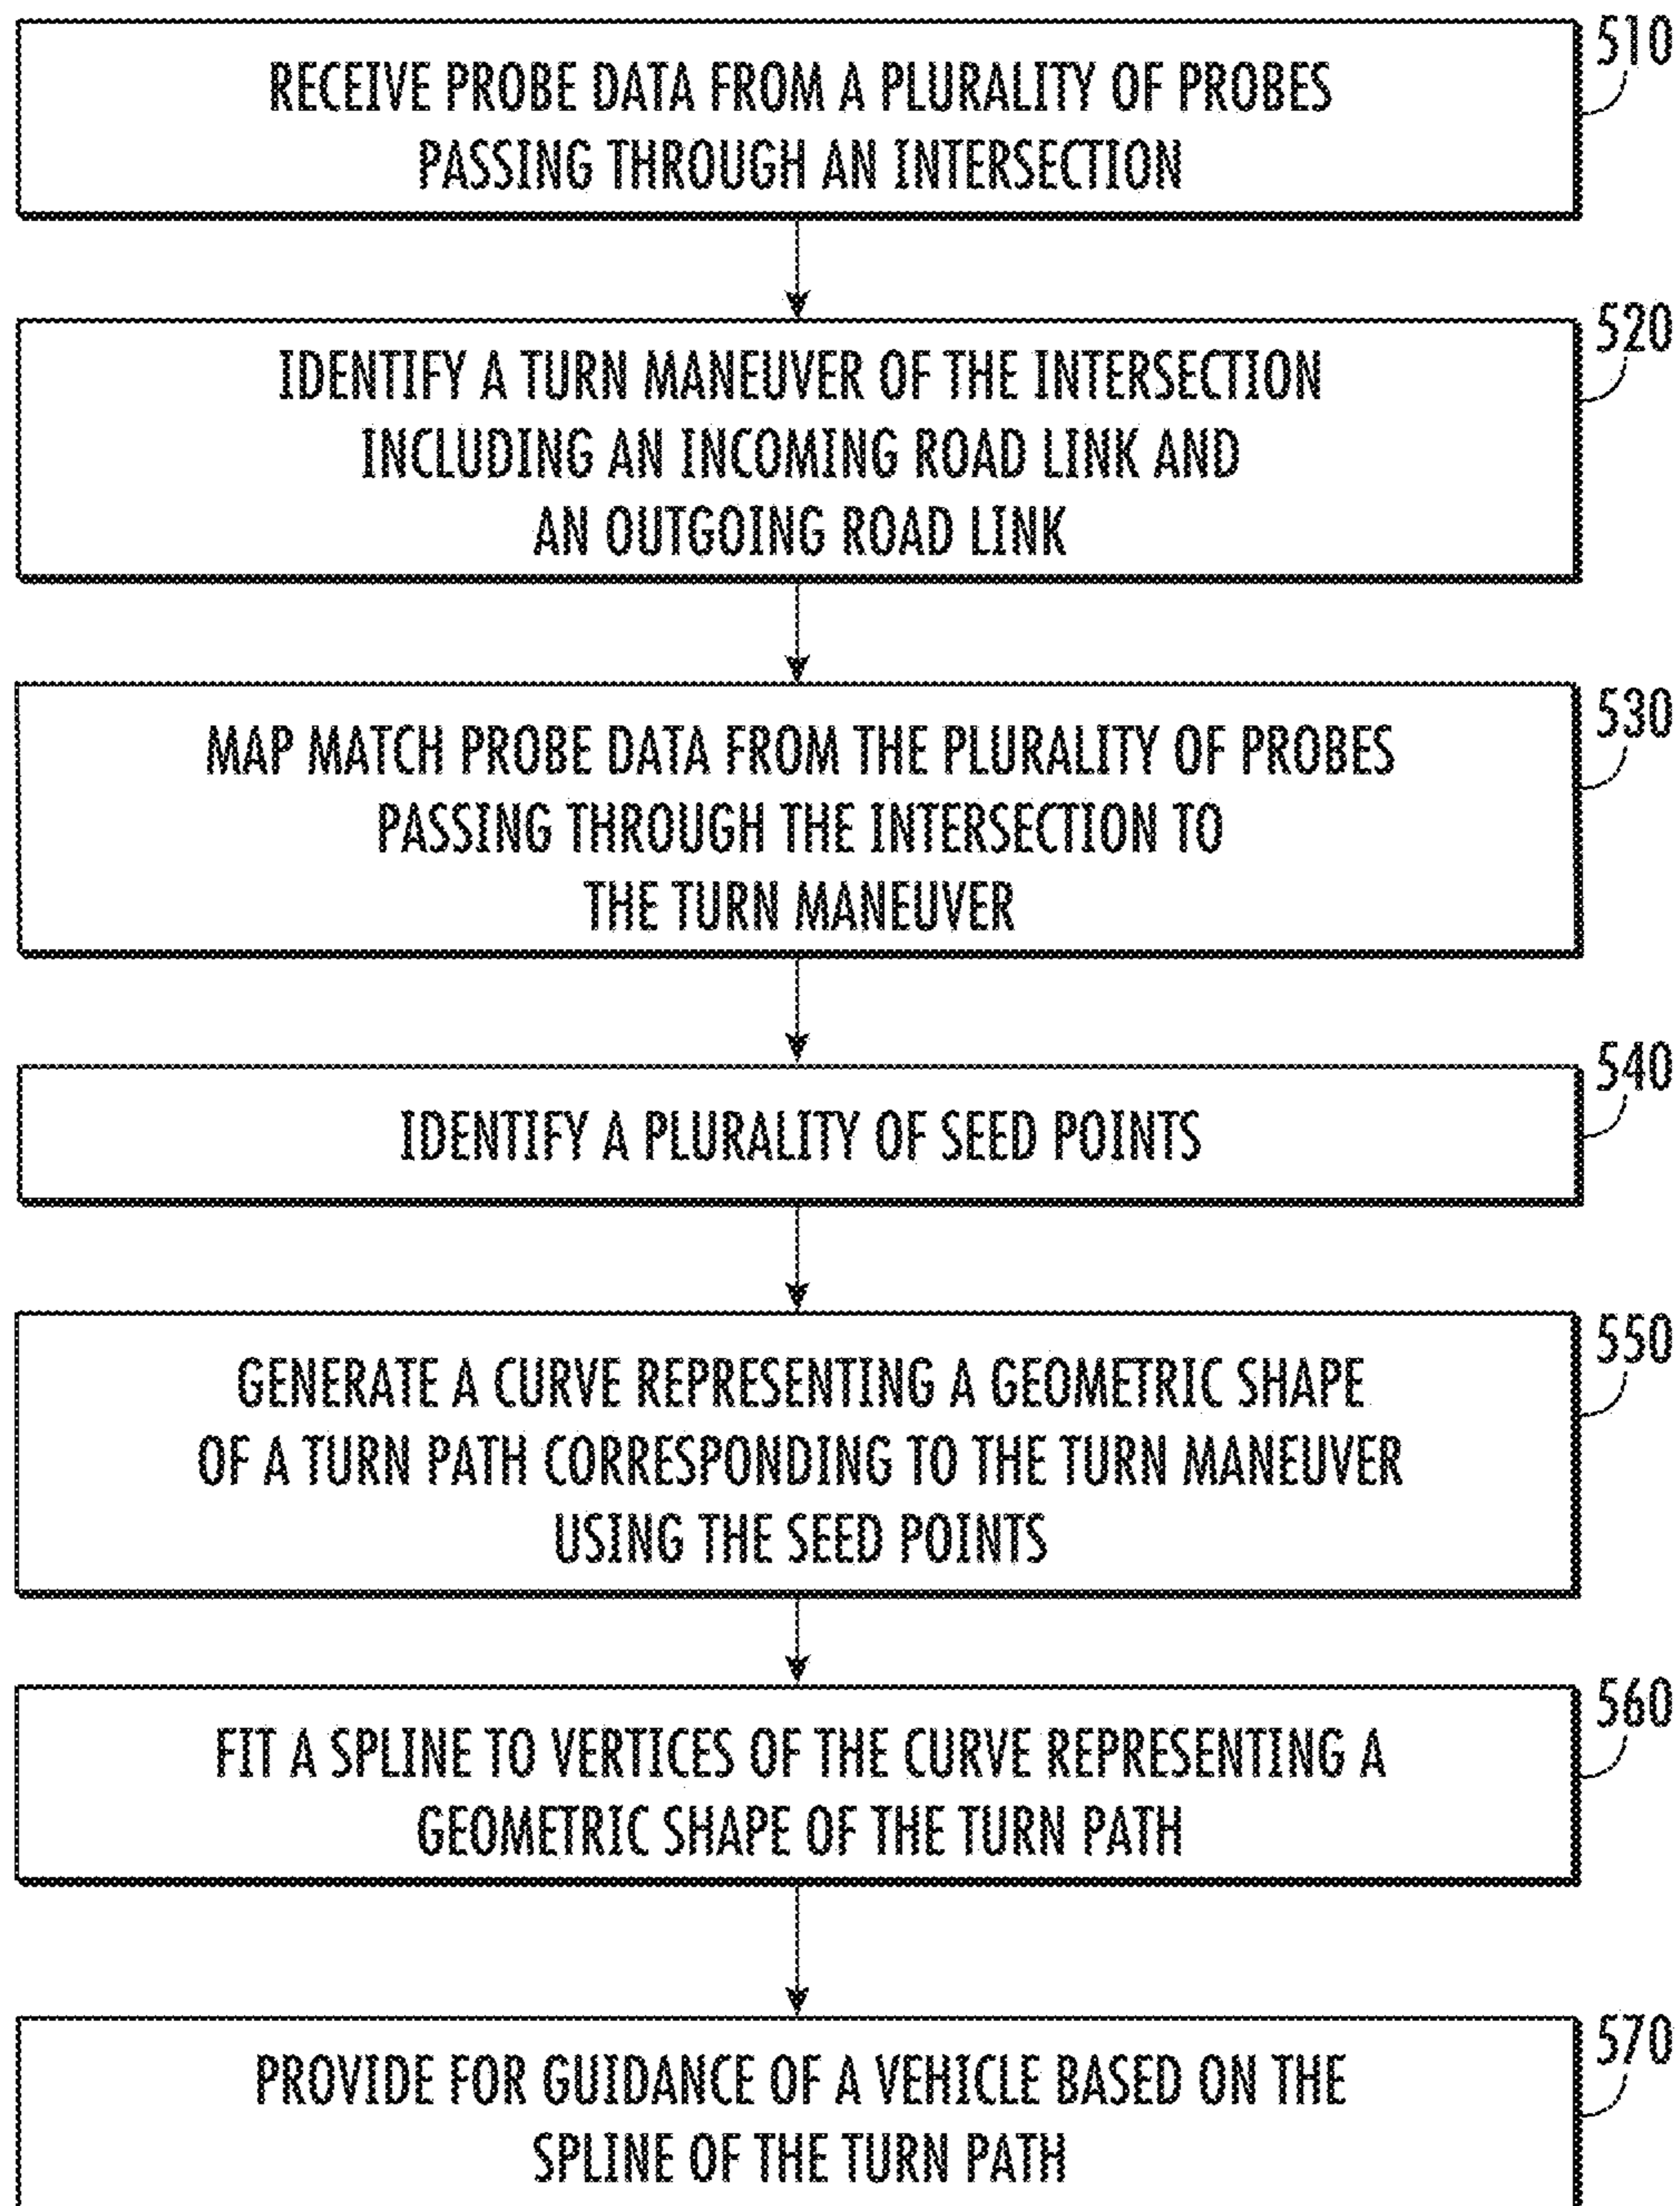 510
RECEIVE PROBE DATA FROM A PLURALITY OF PROBES
PASSING THROUGH AN INTERSECTION
520
IDENTIFY A TURN MANEUVER OF THE INTERSECTION
INCLUDING AN INCOMING ROAD LINK AND
AN OUTGOING ROAD LINK
530
MAP MATCH PROBE DATA FROM THE PLURALITY OF PROBES
PASSING THROUGH THE INTERSECTION TO
THE TURN MANEUVER
540
IDENTIFY A PLURALITY OF SEED POINTS
550
GENERATE A CURVE REPRESENTING A GEOMETRIC SHAPE
OF A TURN PATH CORRESPONDING TO THE TURN MANEUVER
USING THE SEED POINTS
560
FIT A SPLINE TO VERTICES OF THE CURVE REPRESENTING A
GEOMETRIC SHAPE OF THE TURN PATH
570
PROVIDE FOR GUIDANCE OF A VEHICLE BASED ON THE
SPLINE OF THE TURN PATH